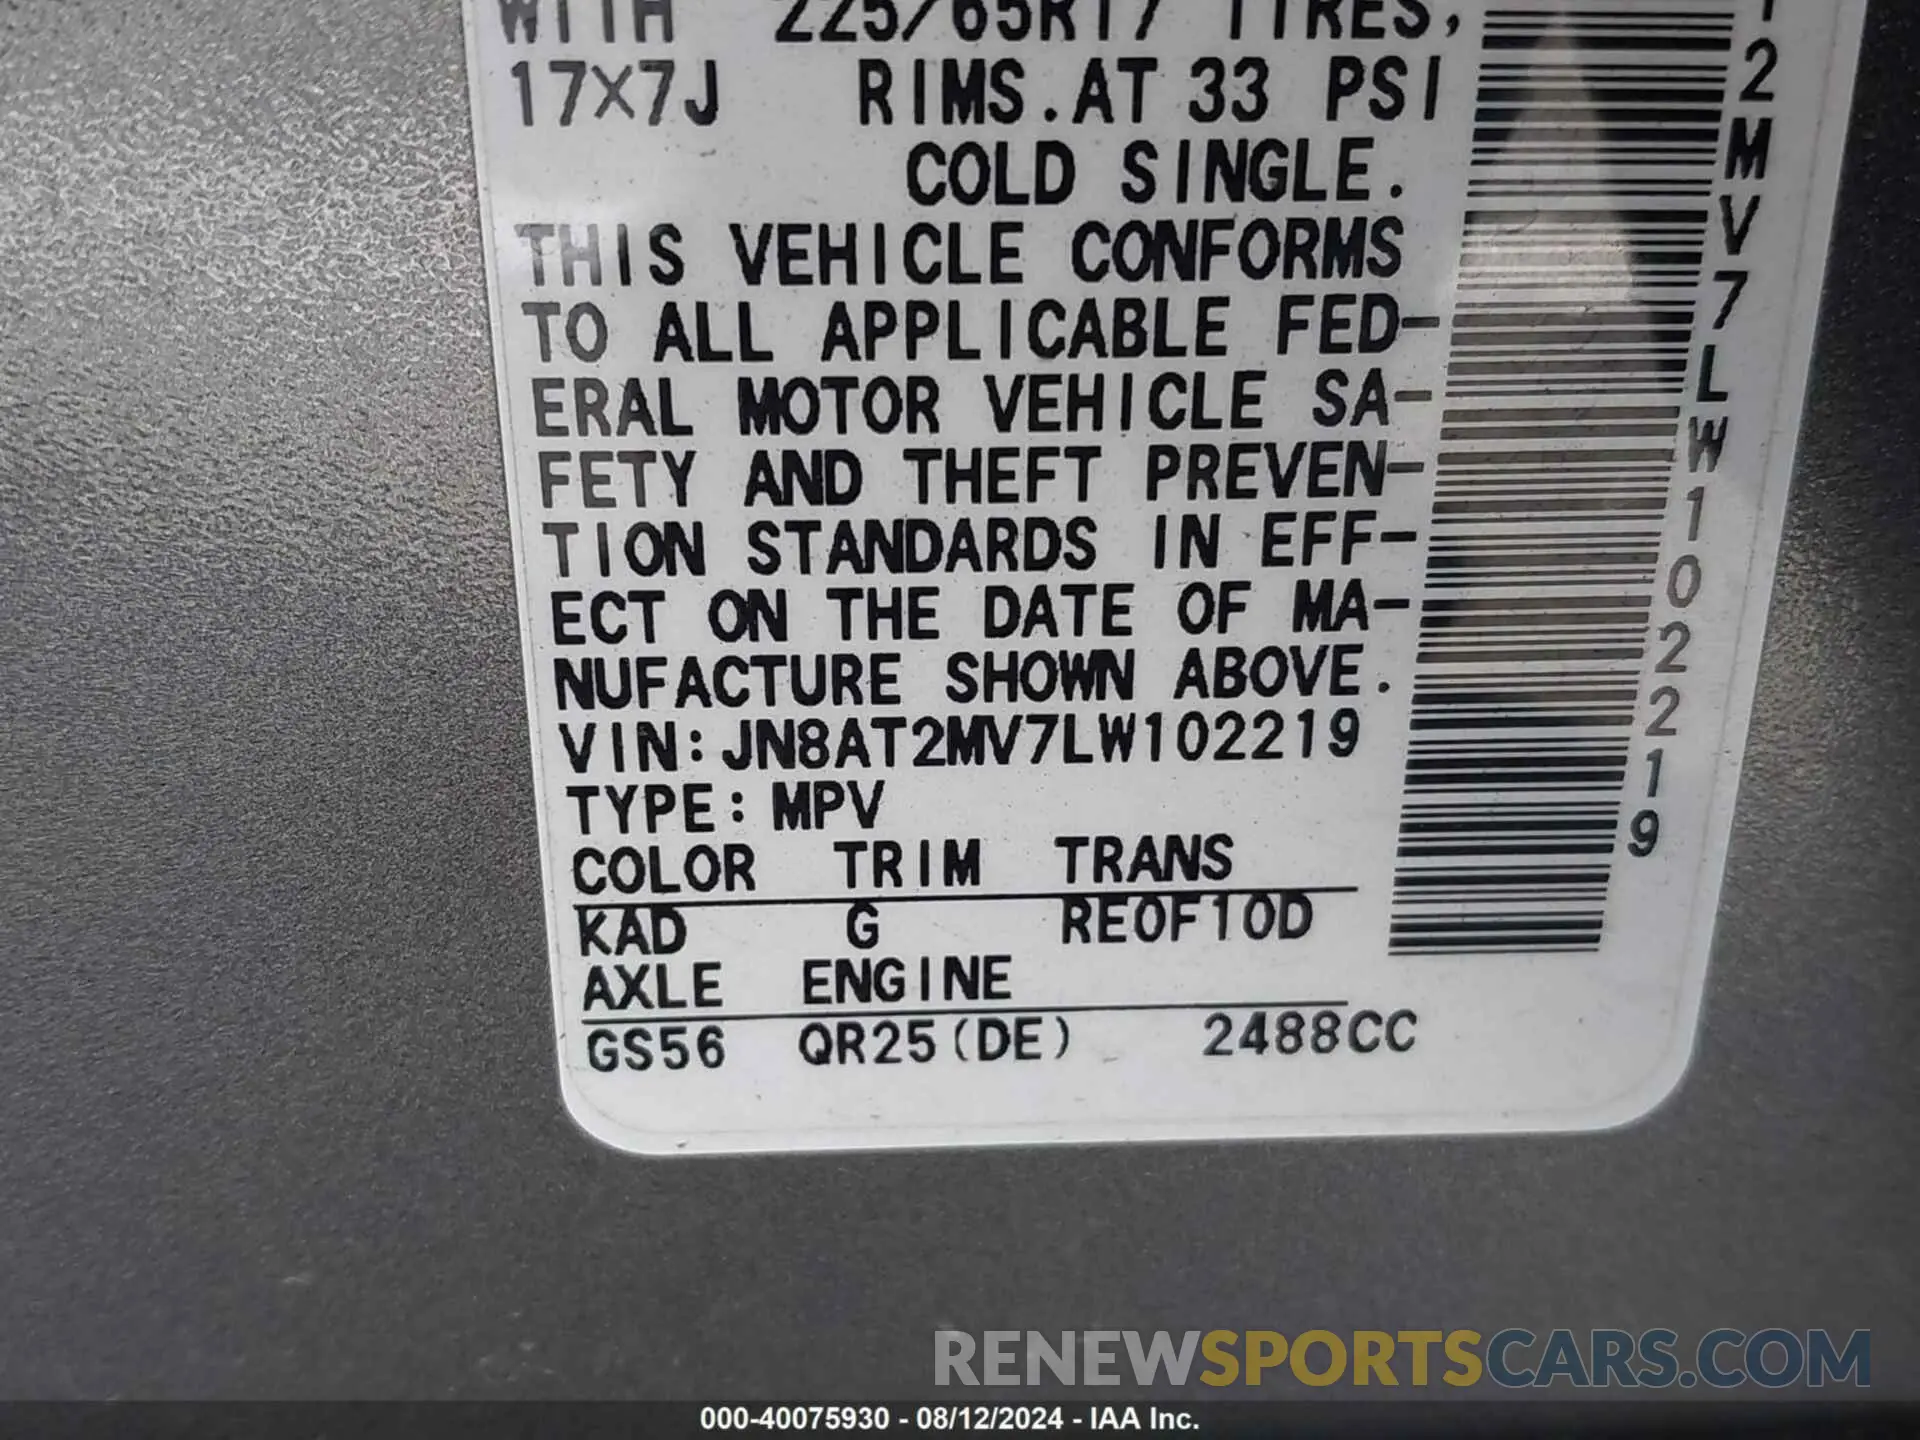 WITH 225/65R17 TIRES,
17X7J RIMS.AT 33 PSI
COLD SINGLE.
THIS VEHICLE CONFORMS
TO ALL APPLICABLE FED-
ERAL MOTOR VEHICLE SA-
FETY AND THEFT PREVEN-
TION STANDARDS IN EFF-
ECT ON THE DATE OF MA-
NUFACTURE SHOWN ABOVE.
VIN:JN8AT2MV7LW102219
TYPE:MPV
COLOR TRIM TRANS
KAD G RE0F10D
AXLE ENGINE
GS56 QR25(DE) 2488CC
2MV7LW102219
RENEWSPORTSCARS.COM
000-40075930 - 08/12/2024 - IAA Inc.